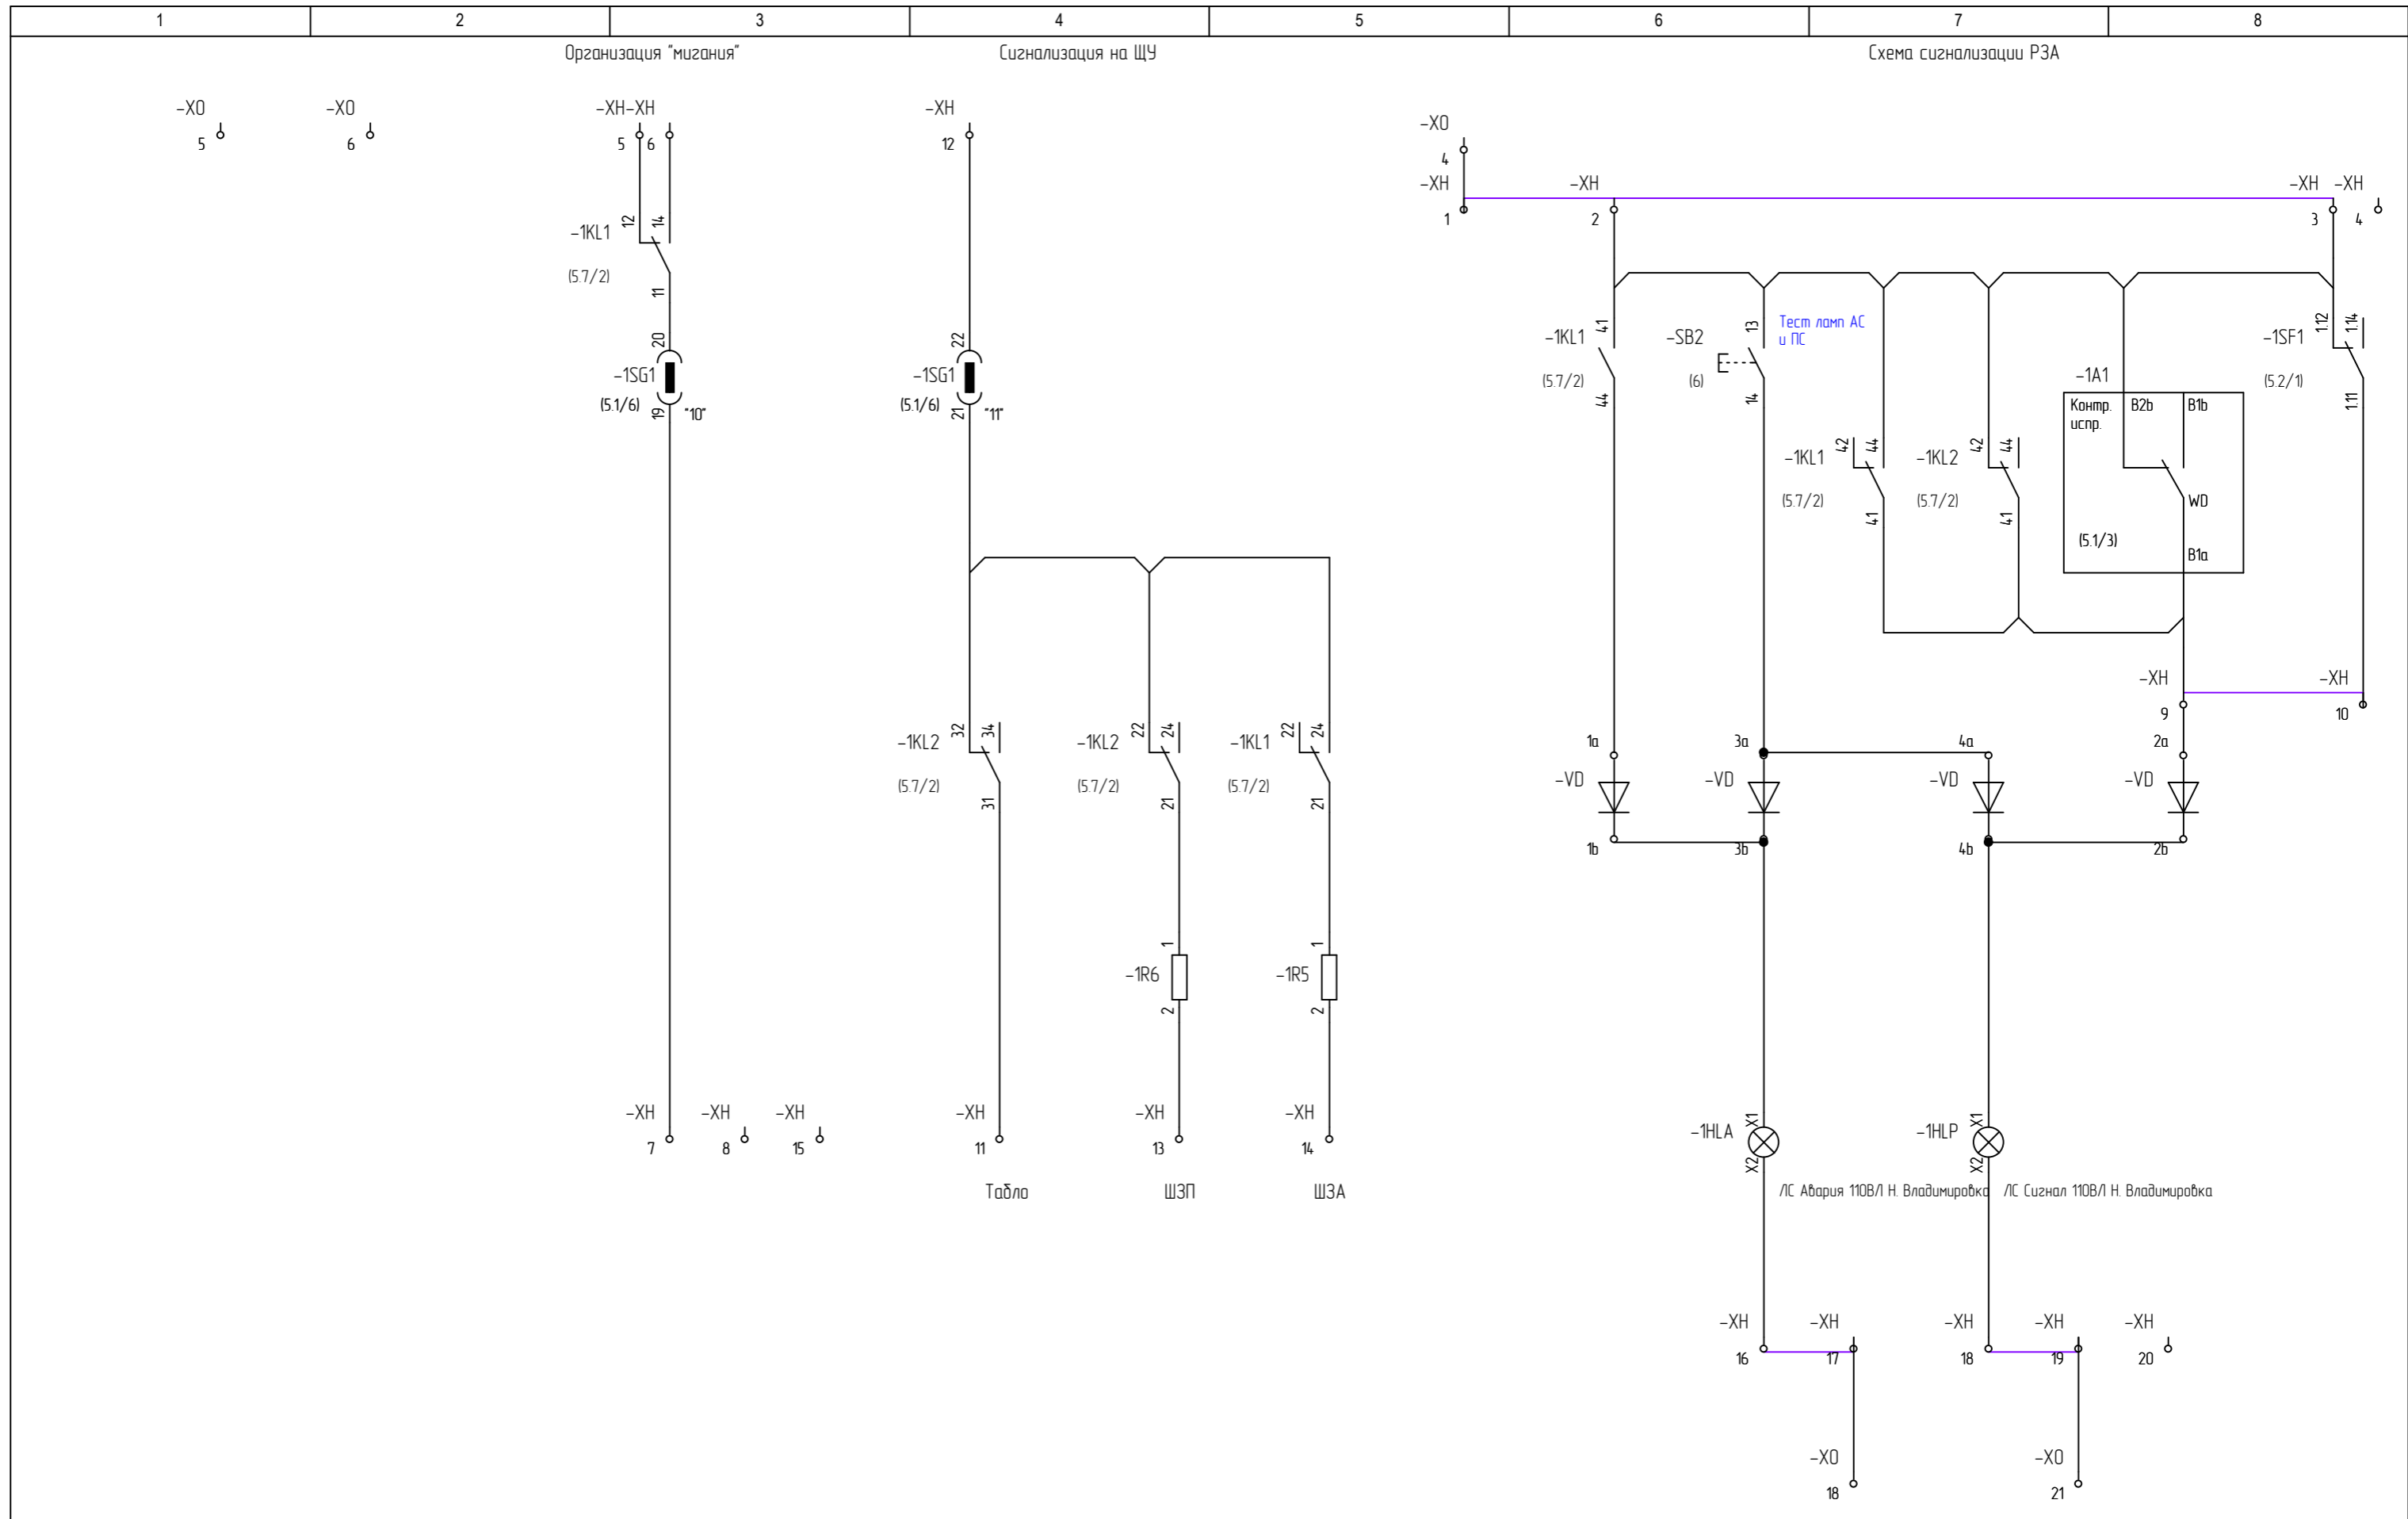 1 2 3 4 5 6 7 8
Организация "мигания" Сигнализация на ЩУ Схема сигнализации РЗА
-XO -XO -XH-XH -XH
5 6 5 6 12
-XO
4
-XH -XH -XH -XH
1 2 3 4
12 14
-1KL1
(5.7/2)
11
20 22
-1SG1 -1SG1
(5.1/6) (5.1/6)
19 "10" 21 "11"
41 13 Тест ламп АС
и ПС
1.12 1.14
-1KL1 -SB2 -1SF1
(5.7/2) (6) (5.2/1)
44 14 1.11
-1A1
Контр.
испр.
B2b B1b
42 44 42 44
-1KL1 -1KL2
(5.7/2) (5.7/2)
WD
41 41
(5.1/3)
B1a
-XH -XH
9 10
32 34 22 24 22 24
-1KL2 -1KL2 -1KL1
(5.7/2) (5.7/2) (5.7/2)
31 21 21
1a 3a 4a 2a
-VD -VD -VD -VD
1b 3b 4b 2b
1 1
-1R6 -1R5
2 2
-XH -XH -XH -XH -XH -XH
7 8 15 11 13 14
Табло ШЗП ШЗА
X1 X1
-1HLA -1HLP
X2 X2
ЛС Авария 110ВЛ Н. Владимировка ЛС Сигнал 110ВЛ Н. Владимировка
-XH -XH -XH -XH -XH
16 17 18 19 20
-XO -XO
18 21